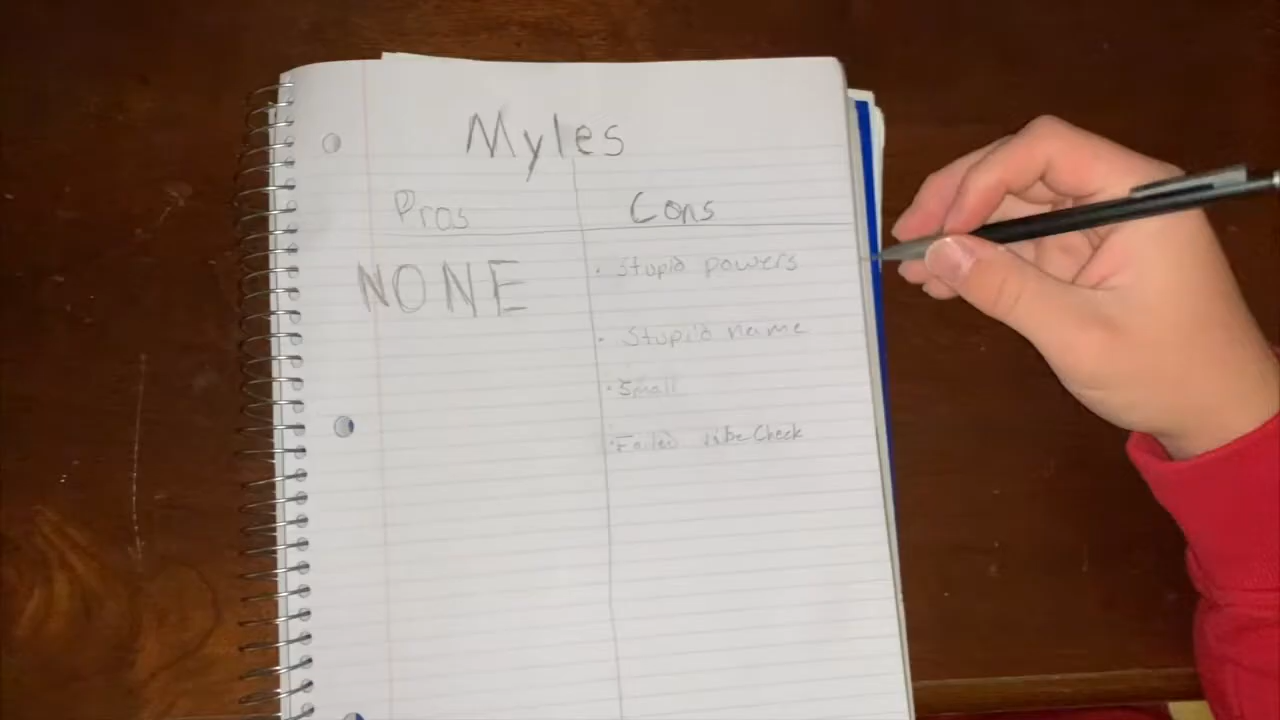 Myles
Pros
Cons
NONE
• Stupid powers
• Stupid name
• Small
• Failed vibe Check